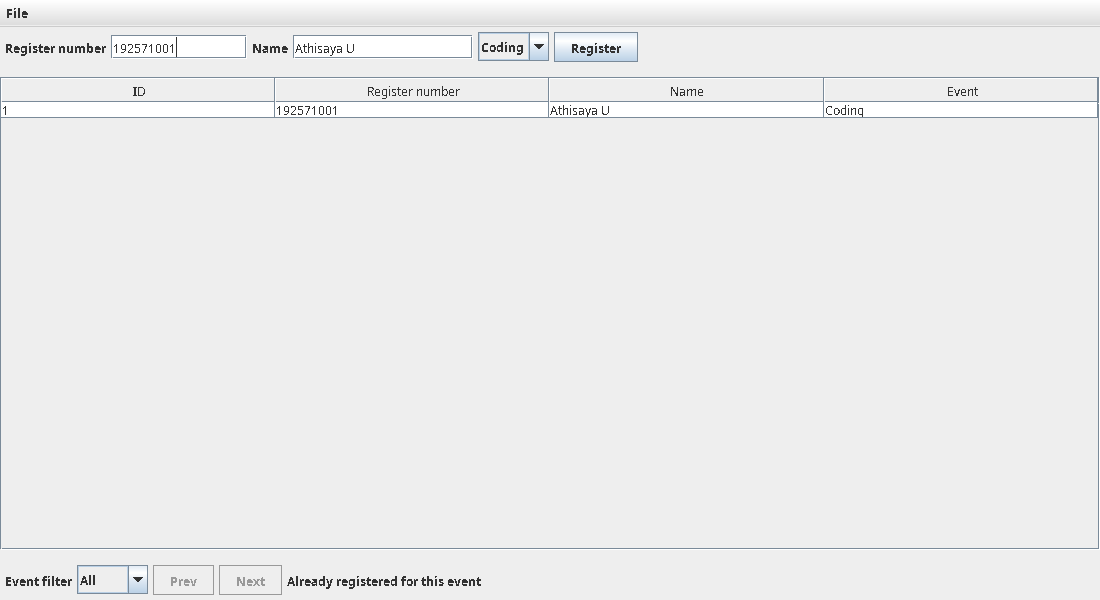 File
Register number 192571001 Name Athisaya U Coding Register
ID Register number Name Event
1 192571001 Athisaya U Coding
Event filter All Prev Next Already registered for this event